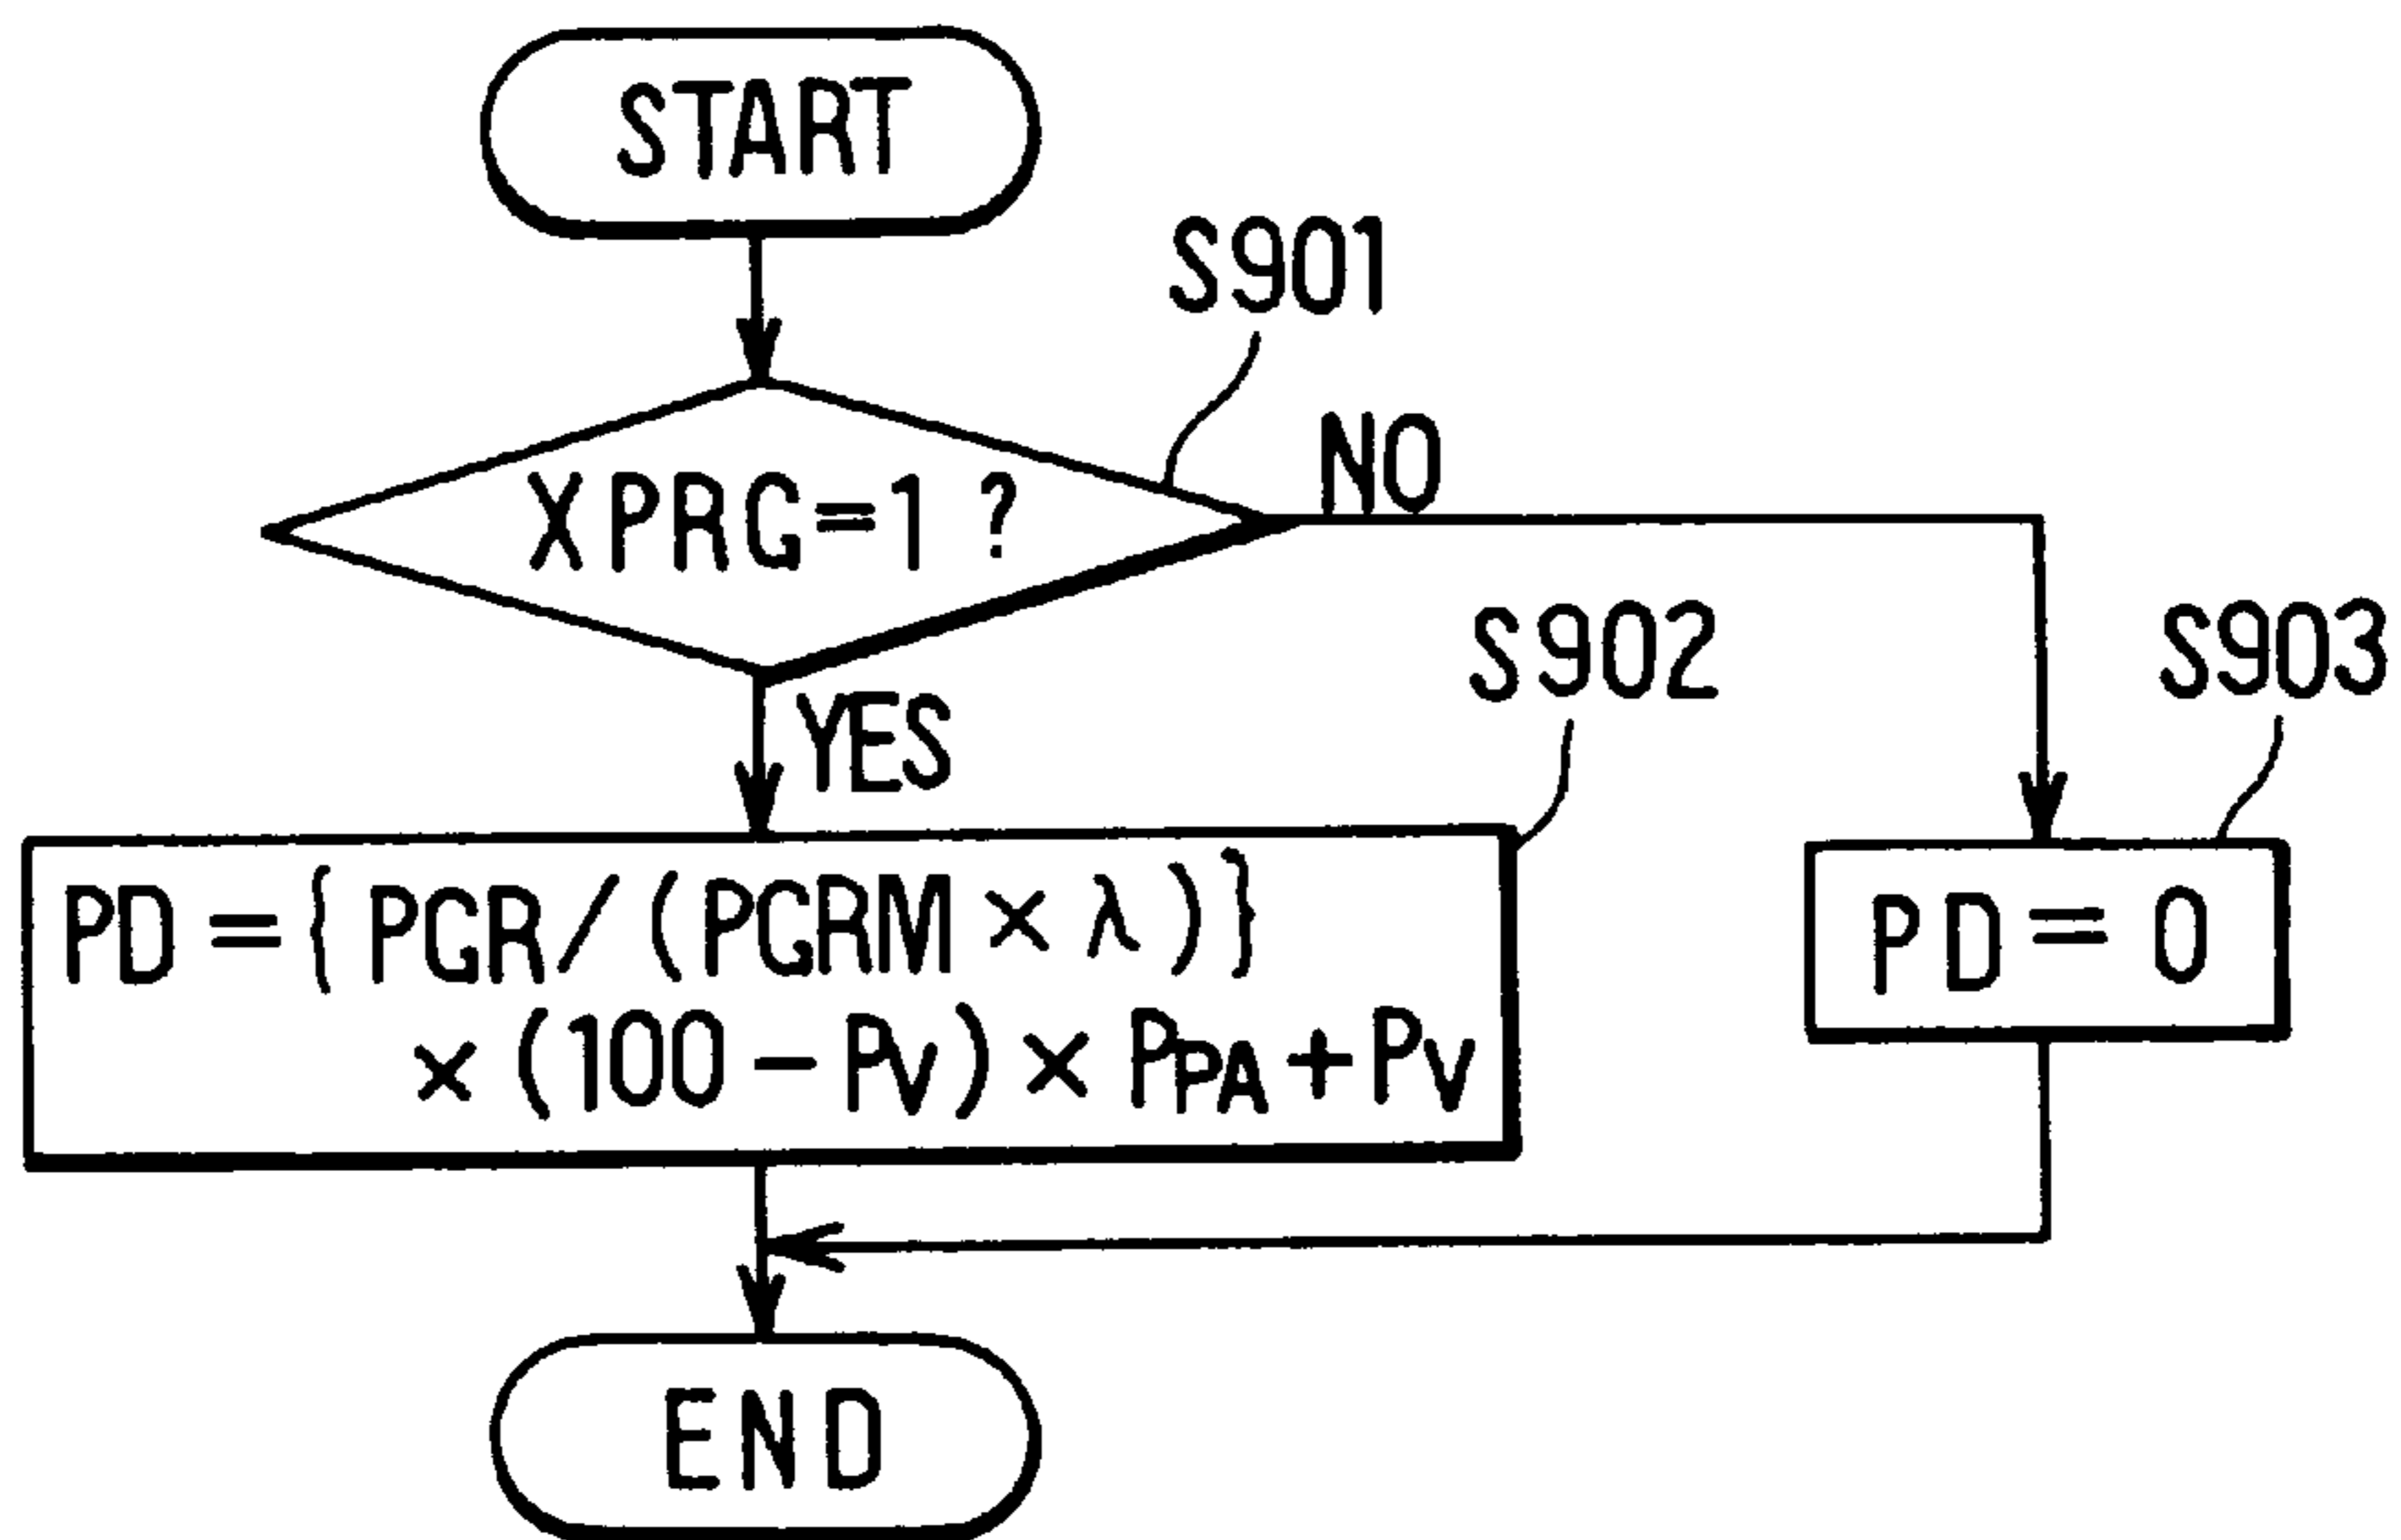 START
S901
XPRG=1 ?
NO
YES
S902
S903
PD={PGR/(PGRM×λ)}
×(100-Pv)×PPA+Pv
PD=0
END